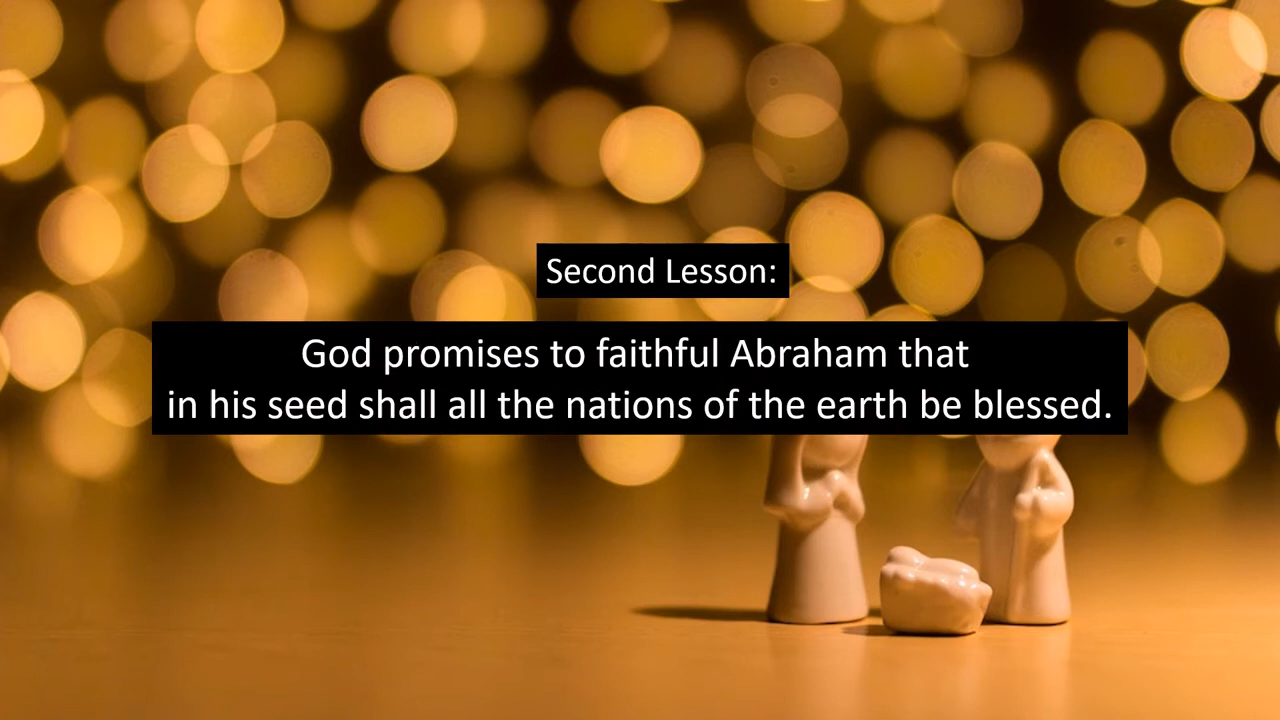 Second Lesson:
God promises to faithful Abraham that
in his seed shall all the nations of the earth be blessed.